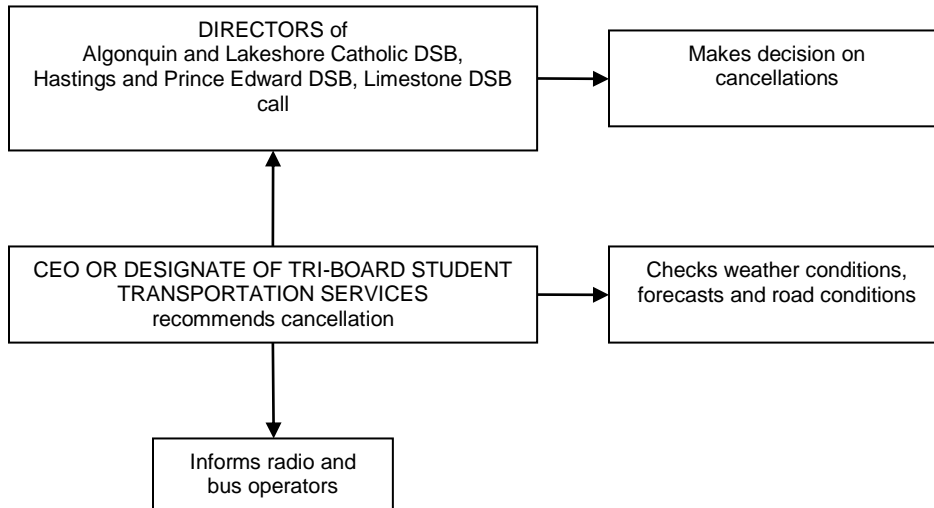 DIRECTORS of
Algonquin and Lakeshore Catholic DSB,
Hastings and Prince Edward DSB, Limestone DSB
call
Makes decision on
cancellations
CEO OR DESIGNATE OF TRI-BOARD STUDENT
TRANSPORTATION SERVICES
recommends cancellation
Checks weather conditions,
forecasts and road conditions
Informs radio and
bus operators